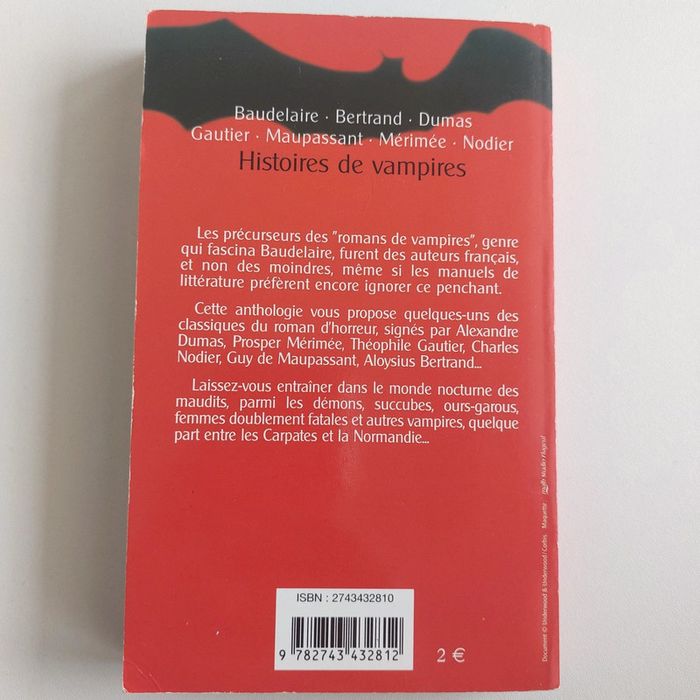 Baudelaire · Bertrand · Dumas
Gautier · Maupassant · Mérimée · Nodier
Histoires de vampires
Les précurseurs des "romans de vampires", genre
qui fascina Baudelaire, furent des auteurs français,
et non des moindres, même si les manuels de
littérature préfèrent encore ignorer ce penchant.
Cette anthologie vous propose quelques-uns des
classiques du roman d'horreur, signés par Alexandre
Dumas, Prosper Mérimée, Théophile Gautier, Charles
Nodier, Guy de Maupassant, Aloysius Bertrand...
Laissez-vous entraîner dans le monde nocturne des
maudits, parmi les démons, succubes, ours-garous,
femmes doublement fatales et autres vampires, quelque
part entre les Carpates et la Normandie...
Document © Underwood & Underwood / Corbis Maquette
ISBN : 2743432810
9 782743 432812
2 €